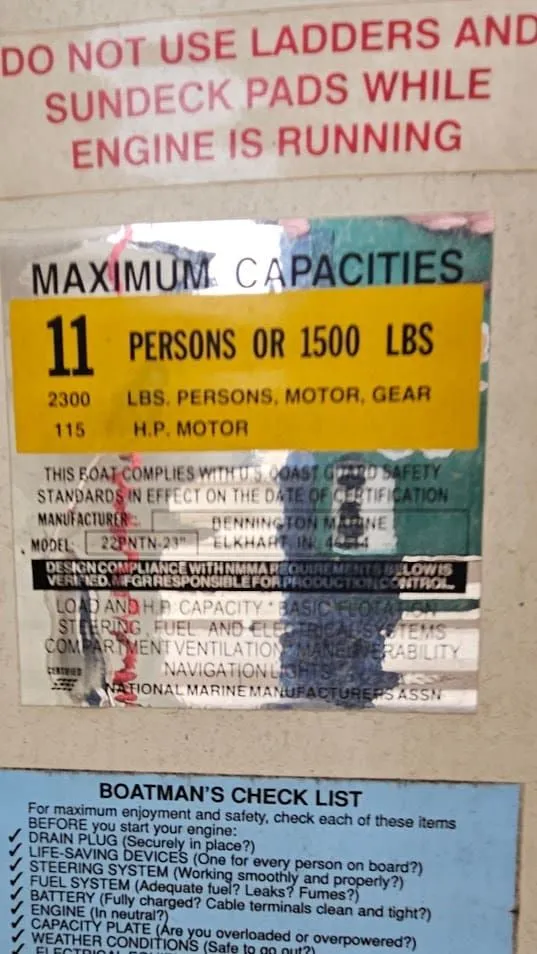 DO NOT USE LADDERS AND
SUNDECK PADS WHILE
ENGINE IS RUNNING
MAXIMUM CAPACITIES
11 PERSONS OR 1500 LBS
2300 LBS. PERSONS, MOTOR, GEAR
115 H.P. MOTOR
THIS BOAT COMPLIES WITH U.S. COAST GUARD SAFETY
STANDARDS IN EFFECT ON THE DATE OF CERTIFICATION
MANUFACTURER: BENNINGTON MARINE
MODEL: 22PNTN-23" ELKHART, IN
DESIGN COMPLIANCE WITH NMMA REQUIREMENTS BELOW IS
VERIFIED. MFGR RESPONSIBLE FOR PRODUCTION CONTROL.
LOAD AND H.P. CAPACITY * BASIC FLOTATION
STEERING, FUEL AND ELECTRICAL SYSTEMS
COMPARTMENT VENTILATION * MANEUVERABILITY
NAVIGATION LIGHTS
CERTIFIED
NATIONAL MARINE MANUFACTURERS ASSN
BOATMAN'S CHECK LIST
For maximum enjoyment and safety, check each of these items
BEFORE you start your engine:
✓ DRAIN PLUG (Securely in place?)
✓ LIFE-SAVING DEVICES (One for every person on board?)
✓ STEERING SYSTEM (Working smoothly and properly?)
✓ FUEL SYSTEM (Adequate fuel? Leaks? Fumes?)
✓ BATTERY (Fully charged? Cable terminals clean and tight?)
✓ ENGINE (In neutral?)
✓ CAPACITY PLATE (Are you overloaded or overpowered?)
✓ WEATHER CONDITIONS (Safe to go out?)
✓ ELECTRICAL